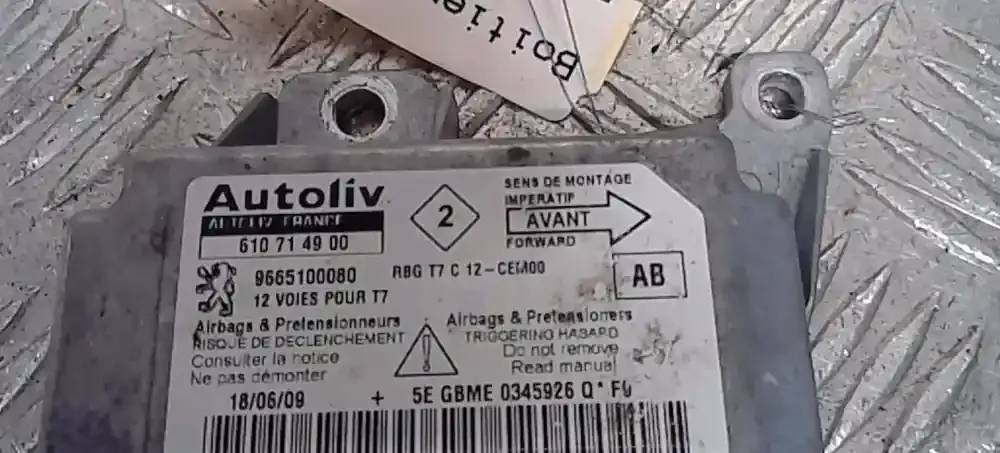 Boitier
Autoliv
AUTOLIV FRANCE
610 71 49 00
2
SENS DE MONTAGE
IMPERATIF
AVANT
FORWARD
9665100080
RBG T7 C 12-CEM00
AB
12 VOIES POUR T7
Airbags & Pretensionneurs
RISQUE DE DECLENCHEMENT
Consulter la notice
Ne pas démonter
Airbags & Pretensioners
TRIGGERING HASARD
Do not remove
Read manual
18/06/09 + 5E GBME 0345926 Q*